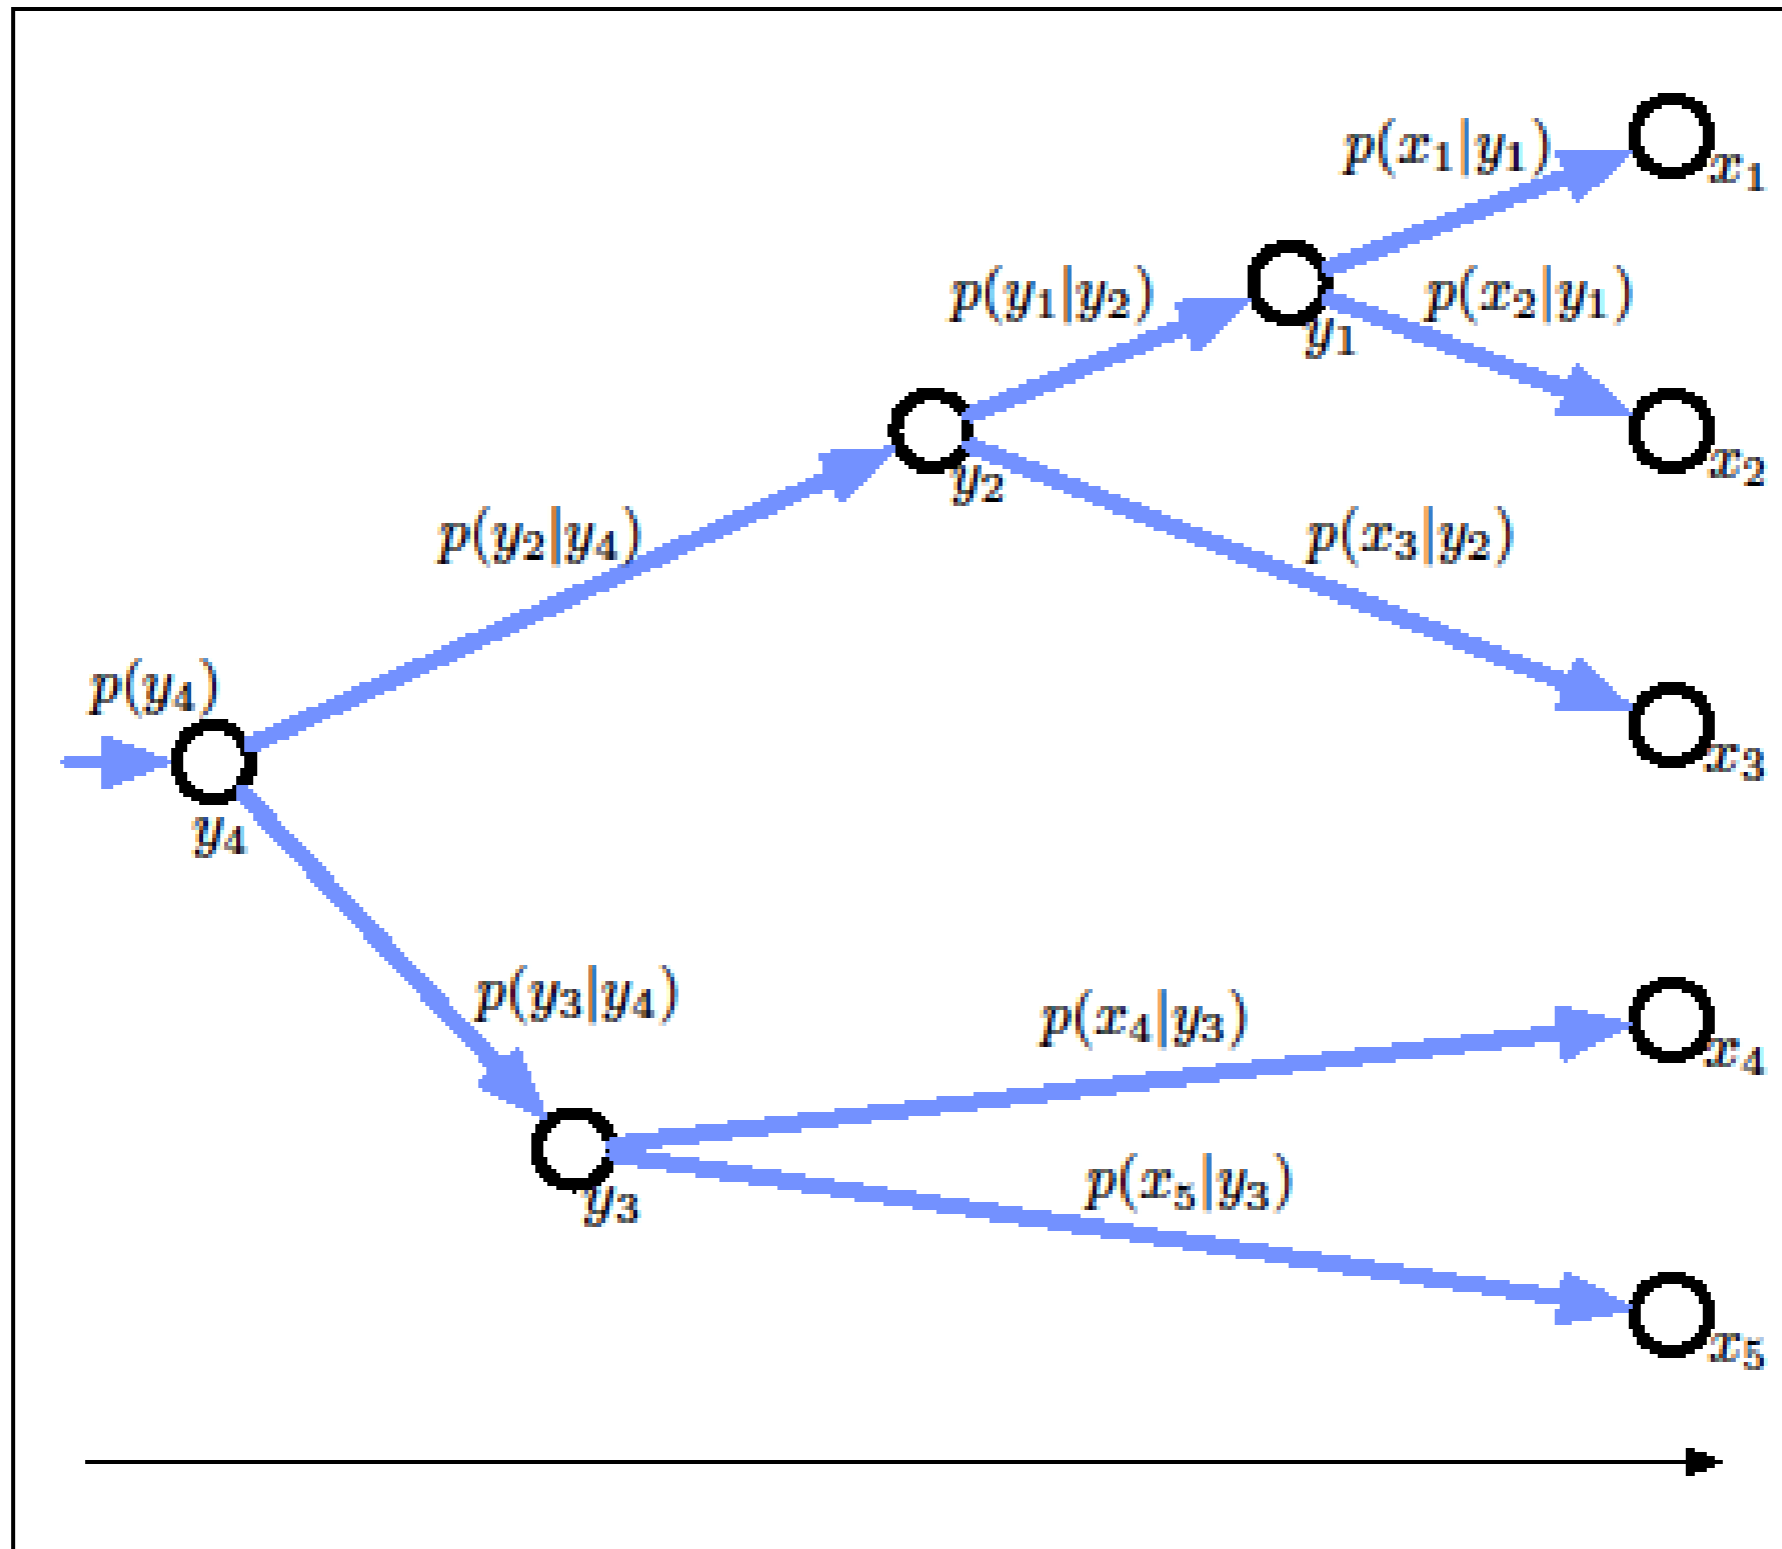 p(x₁|y₁)
x₁
p(y₁|y₂)
p(x₂|y₁)
y₁
x₂
y₂
p(y₂|y₄)
p(x₃|y₂)
p(y₄)
x₃
y₄
p(y₃|y₄)
p(x₄|y₃)
x₄
p(x₅|y₃)
y₃
x₅